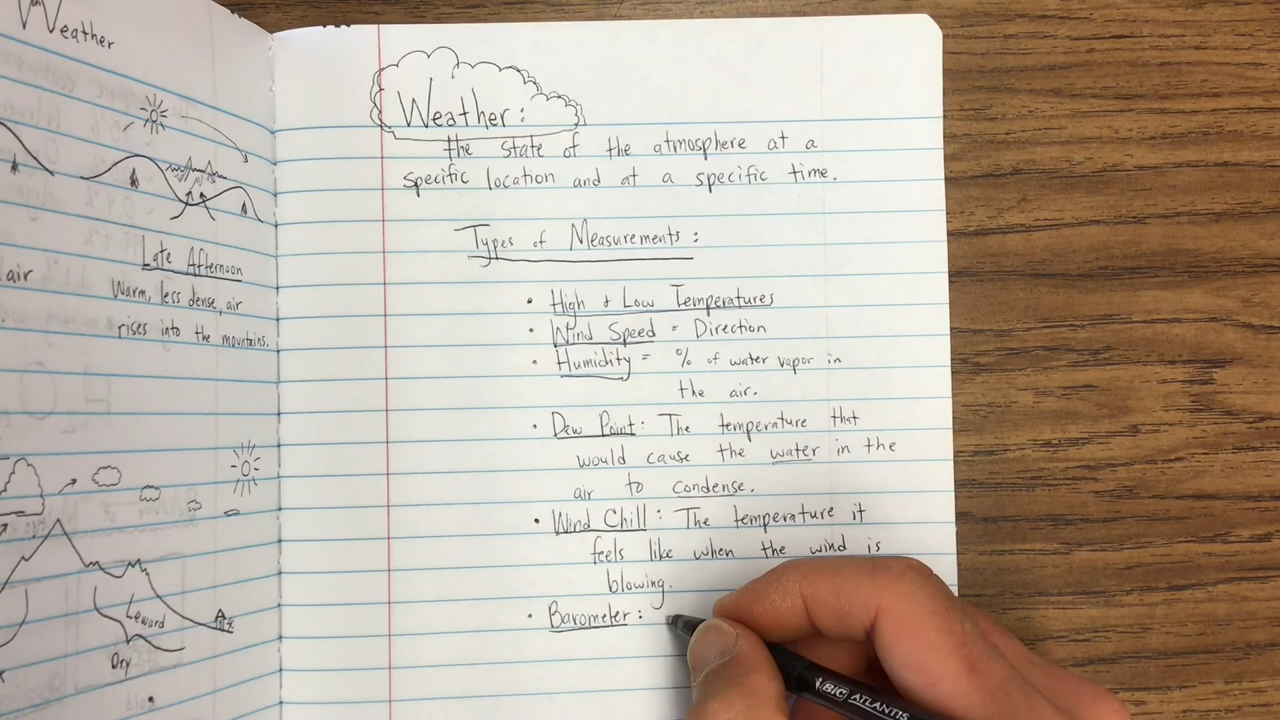 Weather
Late Afternoon
air
Warm, less dense, air
rises into the mountains.
Leward
Dry
Weather:
the state of the atmosphere at a
specific location and at a specific time.
Types of Measurements:
• High & Low Temperatures
• Wind Speed & Direction
• Humidity = % of water vapor in
the air.
• Dew Point: The temperature that
would cause the water in the
air to condense.
• Wind Chill: The temperature it
feels like when the wind is
blowing.
• Barometer:
BIC ATLANTIS